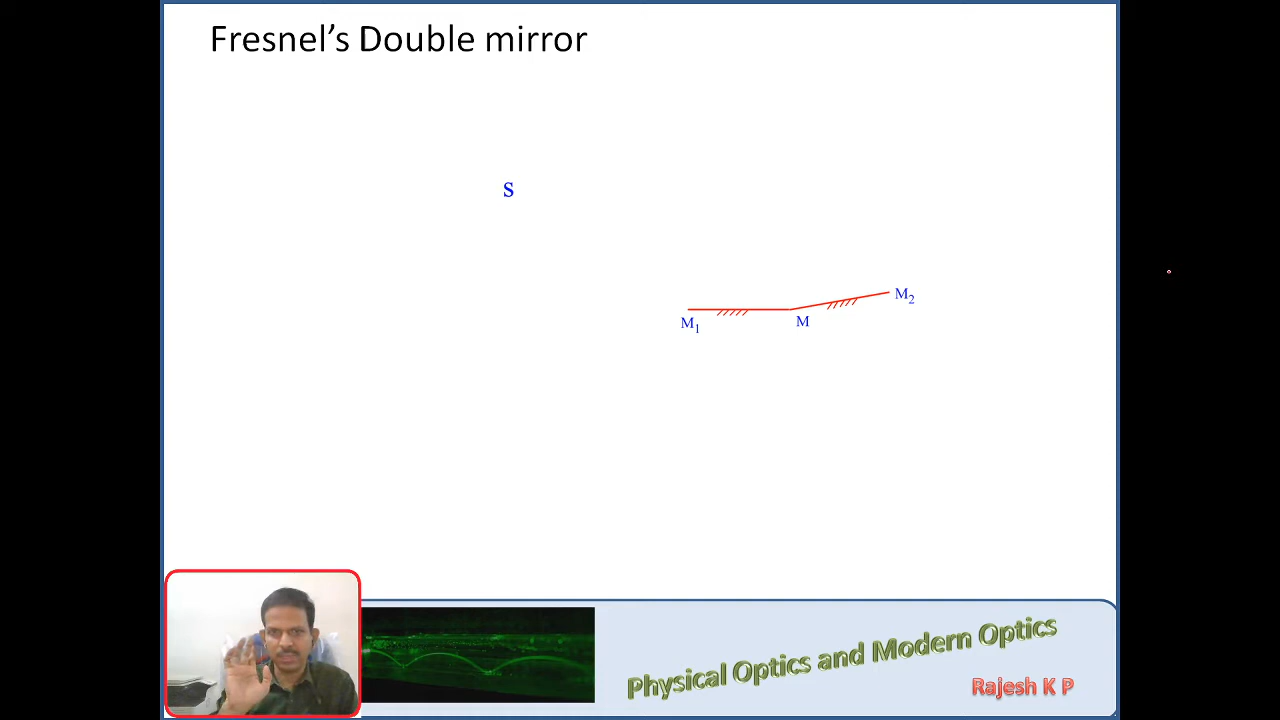 Fresnel’s Double mirror
S
M₂
M₁
M
Physical Optics and Modern Optics
Rajesh K P